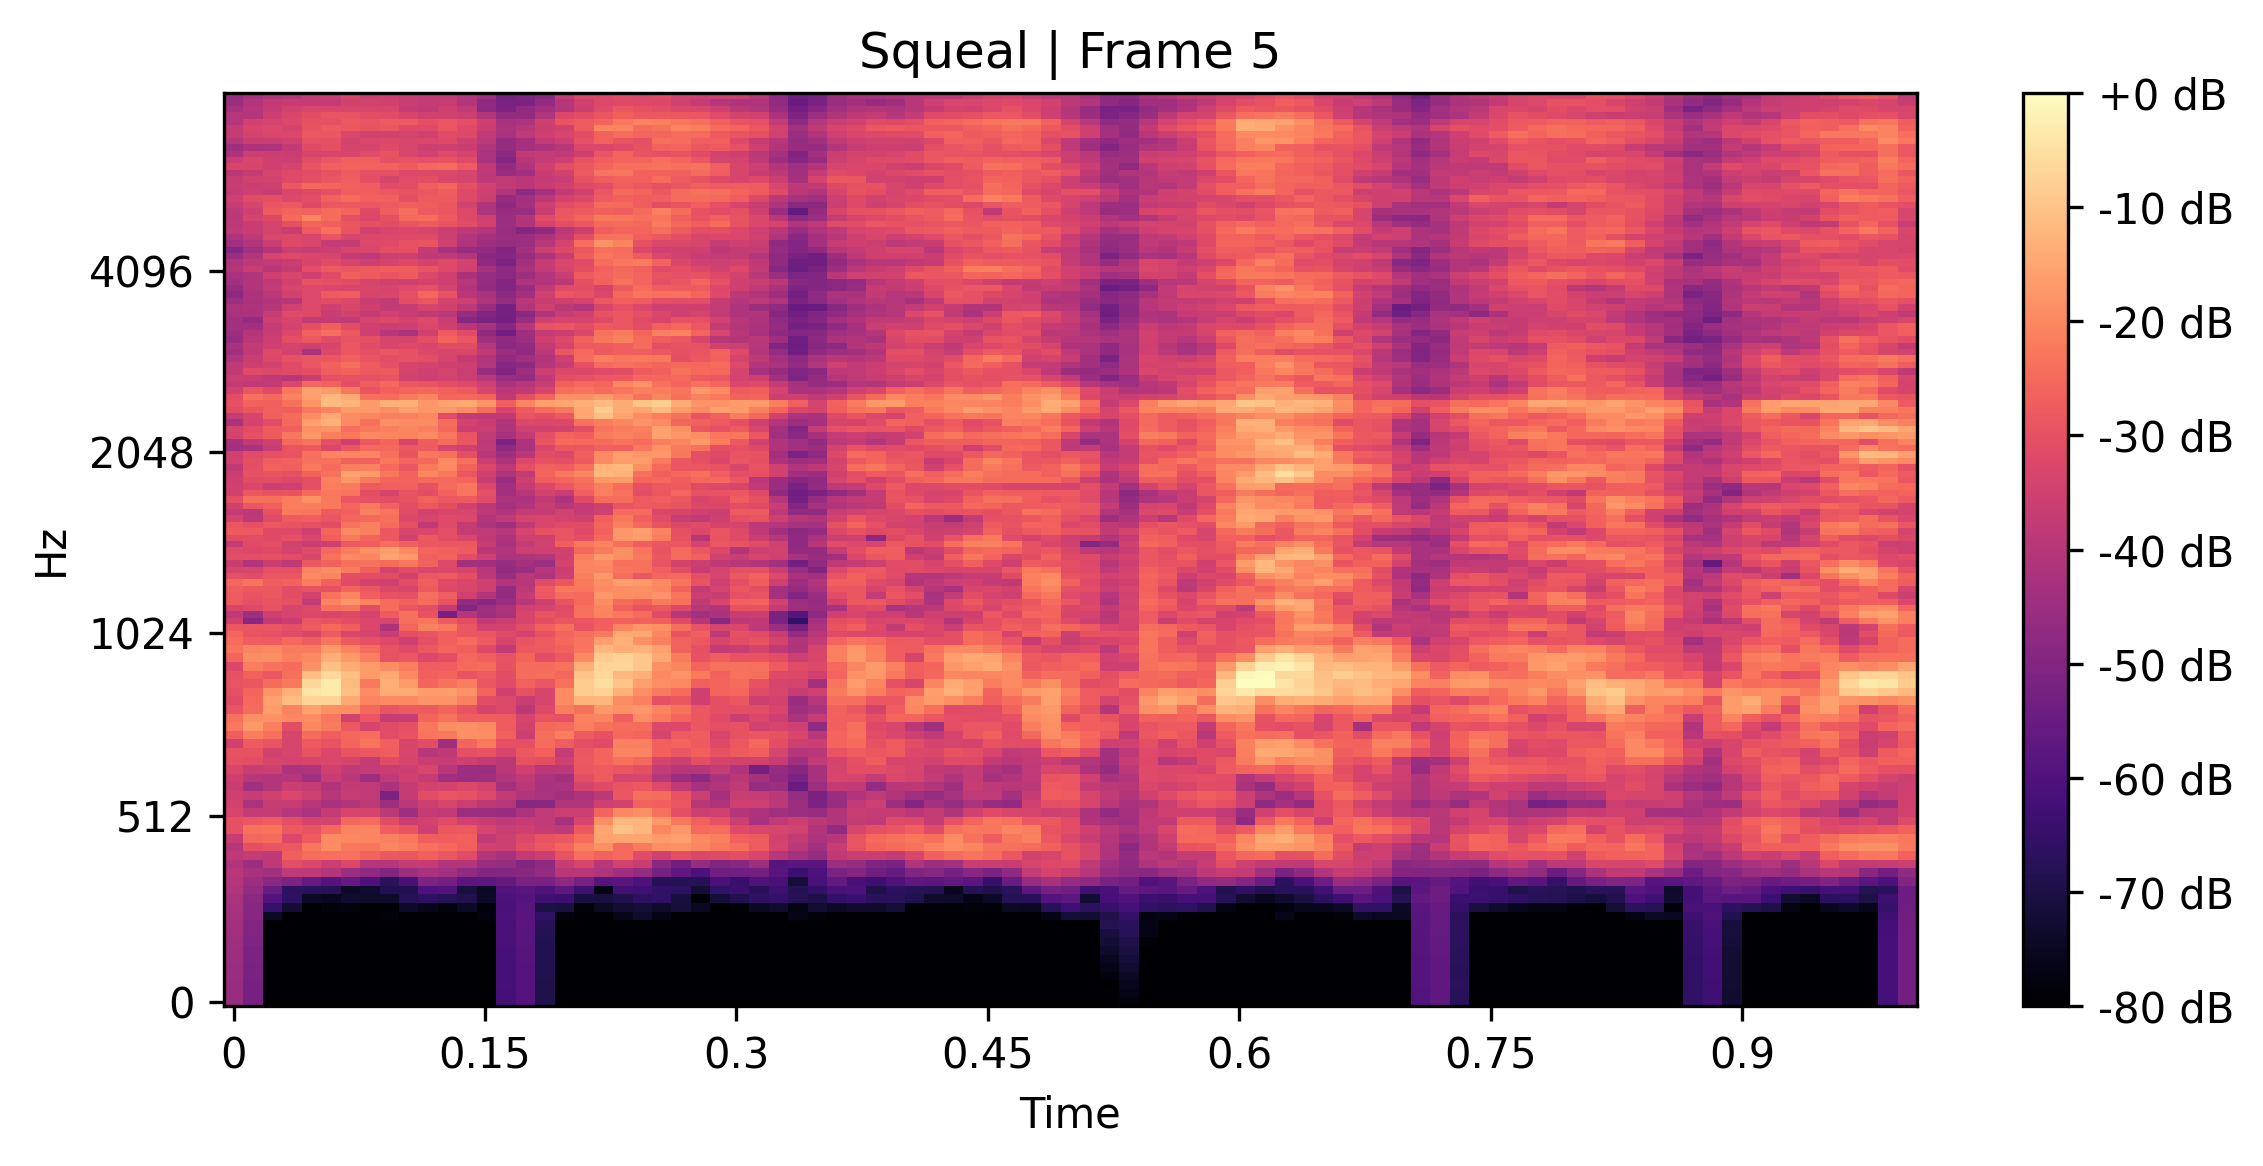 Squeal | Frame 5
+0 dB
-10 dB
-20 dB
-30 dB
-40 dB
-50 dB
-60 dB
-70 dB
-80 dB
Hz
4096
2048
1024
512
0
0
0.15
0.3
0.45
0.6
0.75
0.9
Time